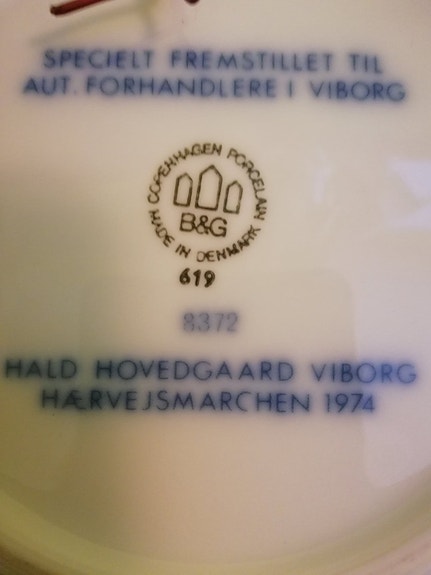 SPECIELT FREMSTILLET TIL
AUT. FORHANDLERE I VIBORG
COPENHAGEN PORCELAIN
B&G
MADE IN DENMARK
619
8372
HALD HOVEDGAARD VIBORG
HÆRVEJSMARCHEN 1974